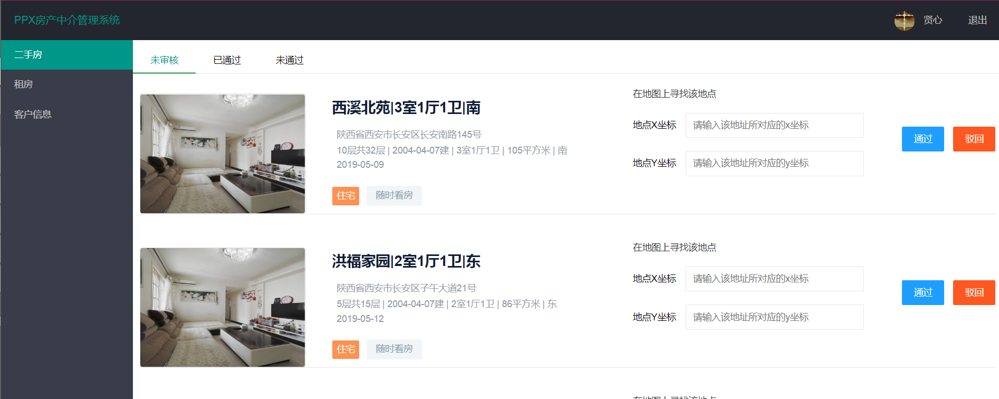 PPX房产中介管理系统
贤心
退出
二手房
租房
客户信息
未审核
已通过
未通过
西溪北苑|3室1厅1卫|南
陕西省西安市长安区长安南路145号
10层共32层 | 2004-04-07建 | 3室1厅1卫 | 105平方米 | 南
2019-05-09
住宅
随时看房
在地图上寻找该地点
地点X坐标
请输入该地址所对应的x坐标
地点Y坐标
请输入该地址所对应的y坐标
通过
驳回
洪福家园|2室1厅1卫|东
陕西省西安市长安区子午大道21号
5层共15层 | 2004-04-07建 | 2室1厅1卫 | 86平方米 | 东
2019-05-12
住宅
随时看房
在地图上寻找该地点
地点X坐标
请输入该地址所对应的x坐标
地点Y坐标
请输入该地址所对应的y坐标
通过
驳回